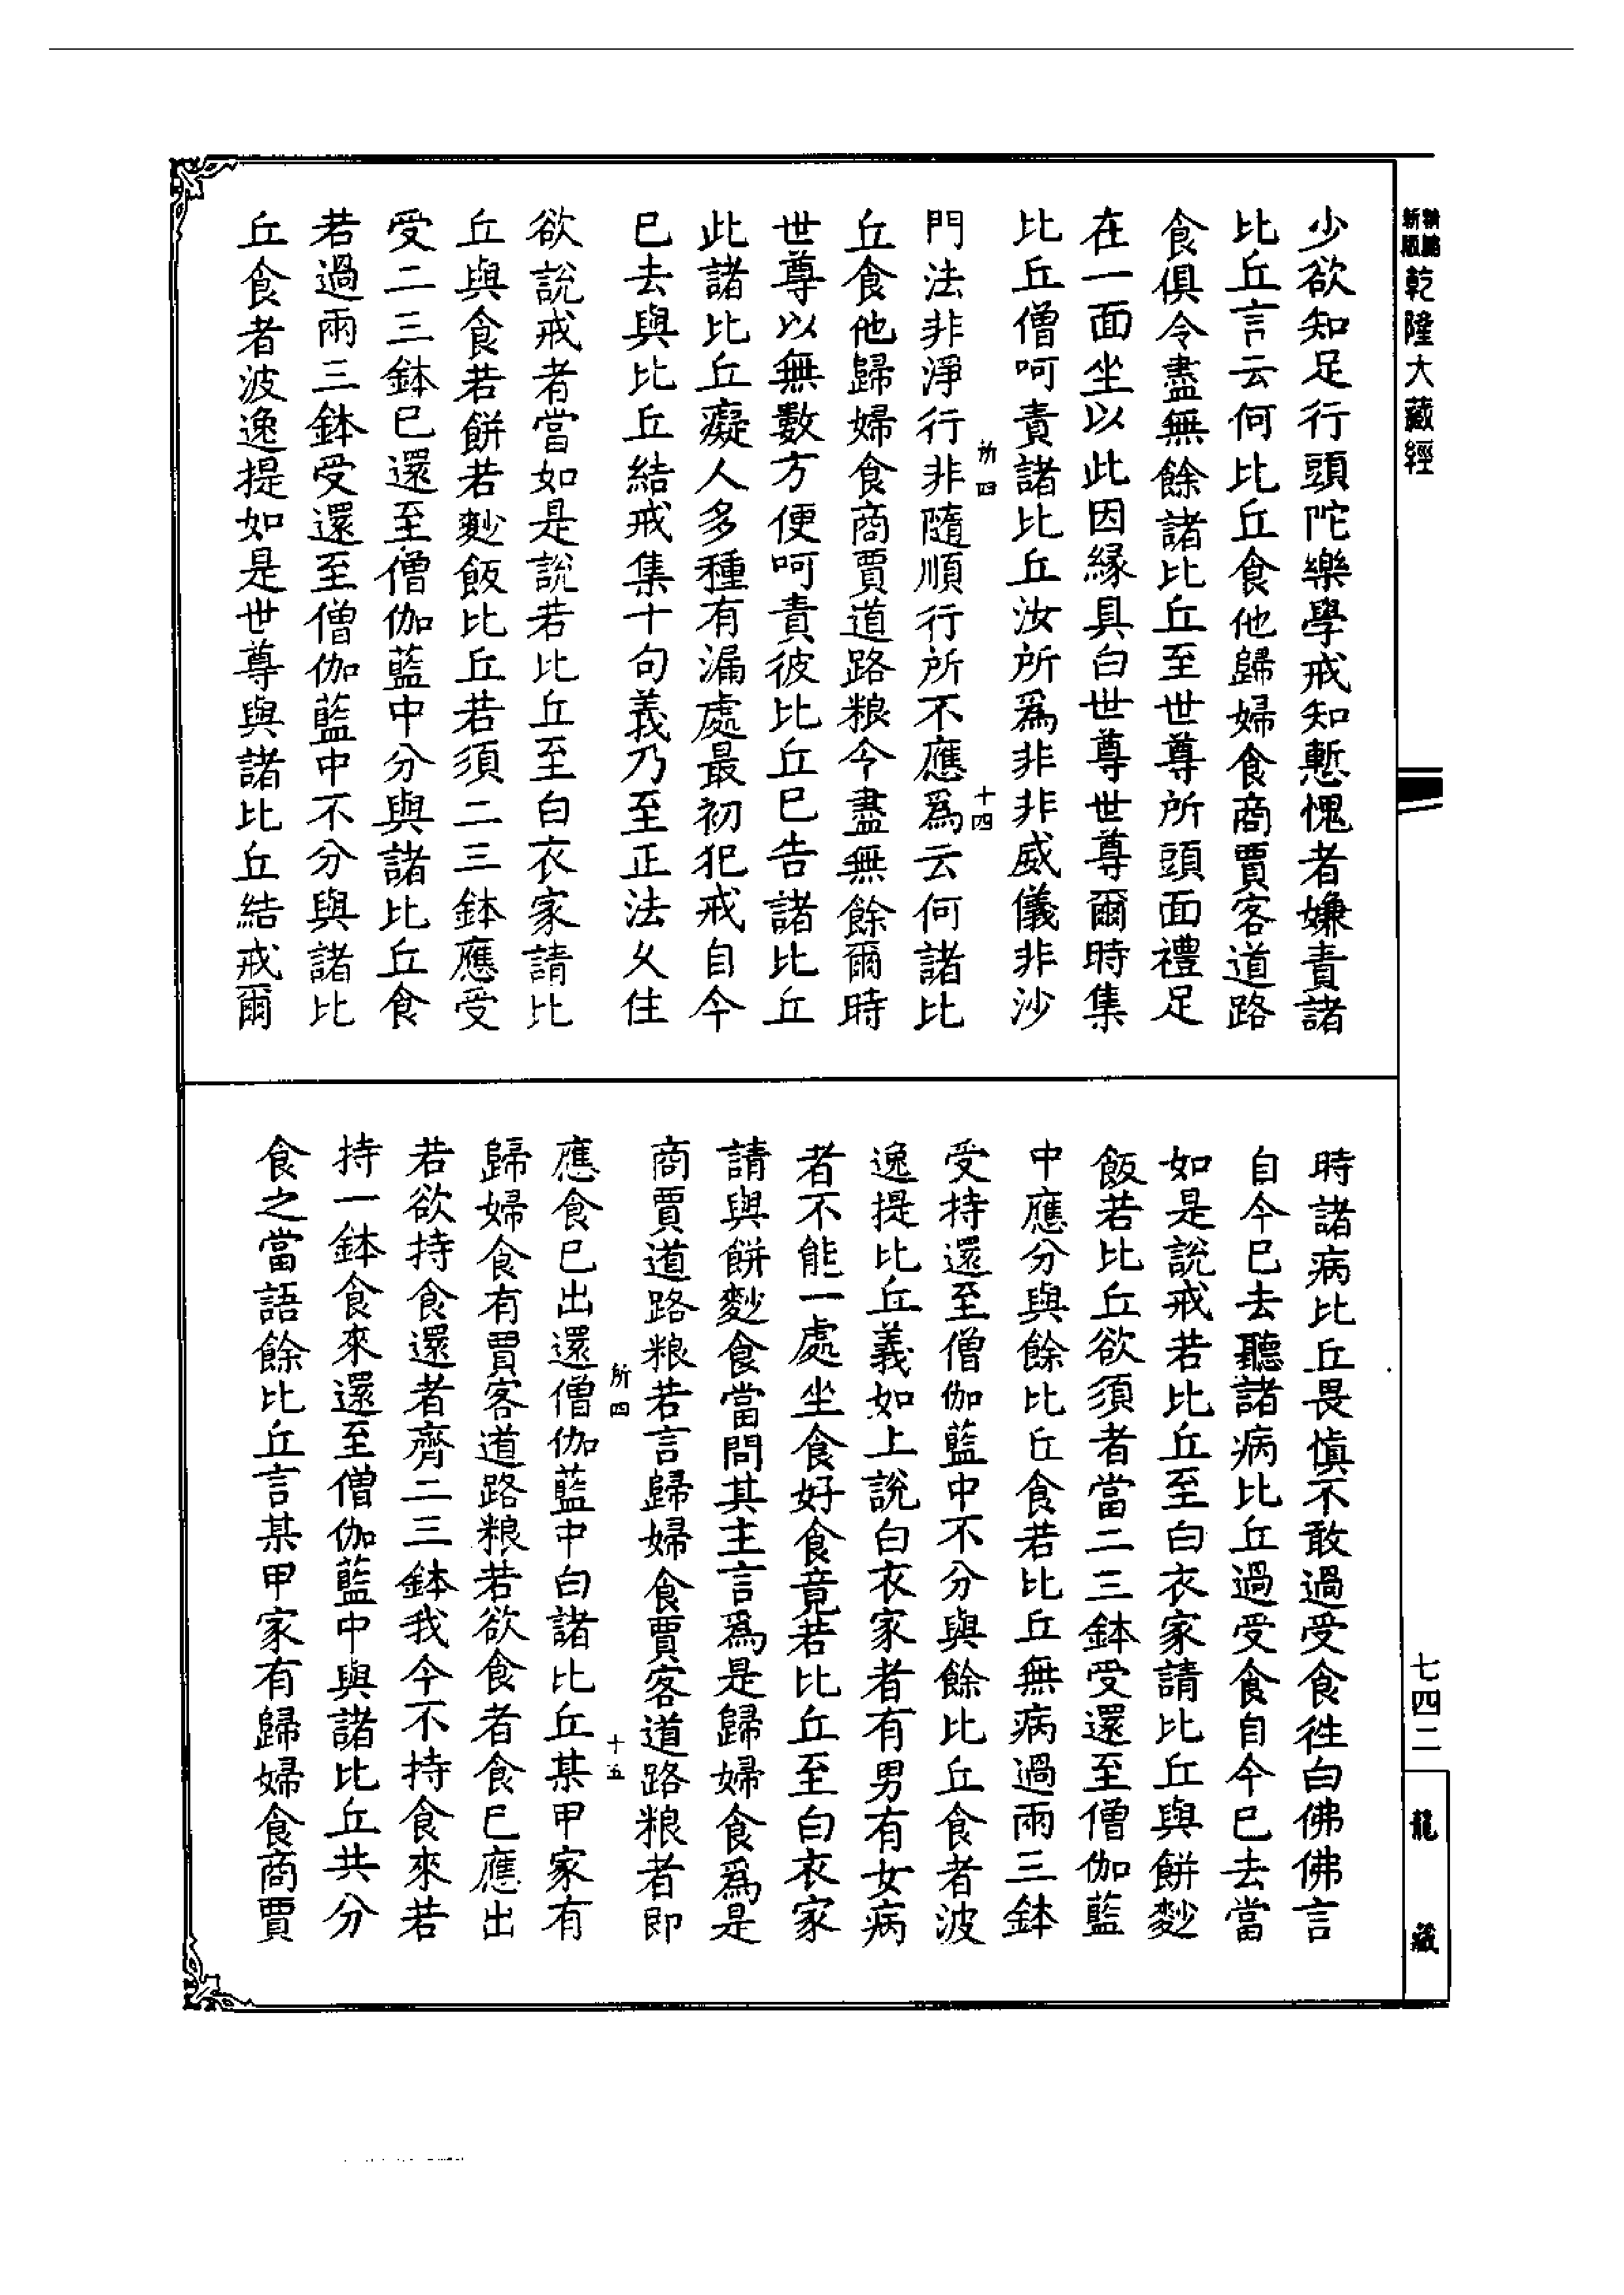 新編
新版
乾隆大藏經
少欲知足行頭陀樂學戒知慙愧者嫌責諸
比丘言云何比丘食他歸婦食商賈客道路
食俱令盡無餘諸比丘至世尊所頭面禮足
在一面坐以此因緣具白世尊世尊爾時集
比丘僧呵責諸比丘汝所爲非非威儀非沙
所四
十四
門法非淨行非隨順行所不應爲云何諸比
丘食他歸婦食商賈道路粮令盡無餘爾時
世尊以無數方便呵責彼比丘已告諸比丘
此諸比丘癡人多種有漏處最初犯戒自今
已去與比丘結戒集十句義乃至正法久住
欲說戒者當如是說若比丘至白衣家請比
丘與食若餅若麨飯比丘若須二三鉢應受
受二三鉢已還至僧伽藍中分與諸比丘食
若過兩三鉢受還至僧伽藍中不分與諸比
丘食者波逸提如是世尊與諸比丘結戒爾
時諸病比丘畏愼不敢過受食徃白佛佛言
自今已去聽諸病比丘過受食自今已去當
如是說戒若比丘至白衣家請比丘與餅麨
飯若比丘欲須者當二三鉢受還至僧伽藍
中應分與餘比丘食若比丘無病過兩三鉢
受持還至僧伽藍中不分與餘比丘食者波
逸提比丘義如上說白衣家者有男有女病
者不能一處坐食好食竟若比丘至白衣家
請與餅麨食當問其主言爲是歸婦食爲是
商賈道路粮若言歸婦食賈客道路粮者即
所四
十五
應食已出還僧伽藍中白諸比丘某甲家有
歸婦食有賈客道路粮若欲食者食已應出
若欲持食還者齊二三鉢我今不持食來若
持一鉢食來還至僧伽藍中與諸比丘共分
食之當語餘比丘言某甲家有歸婦食商賈
七四二
龍藏